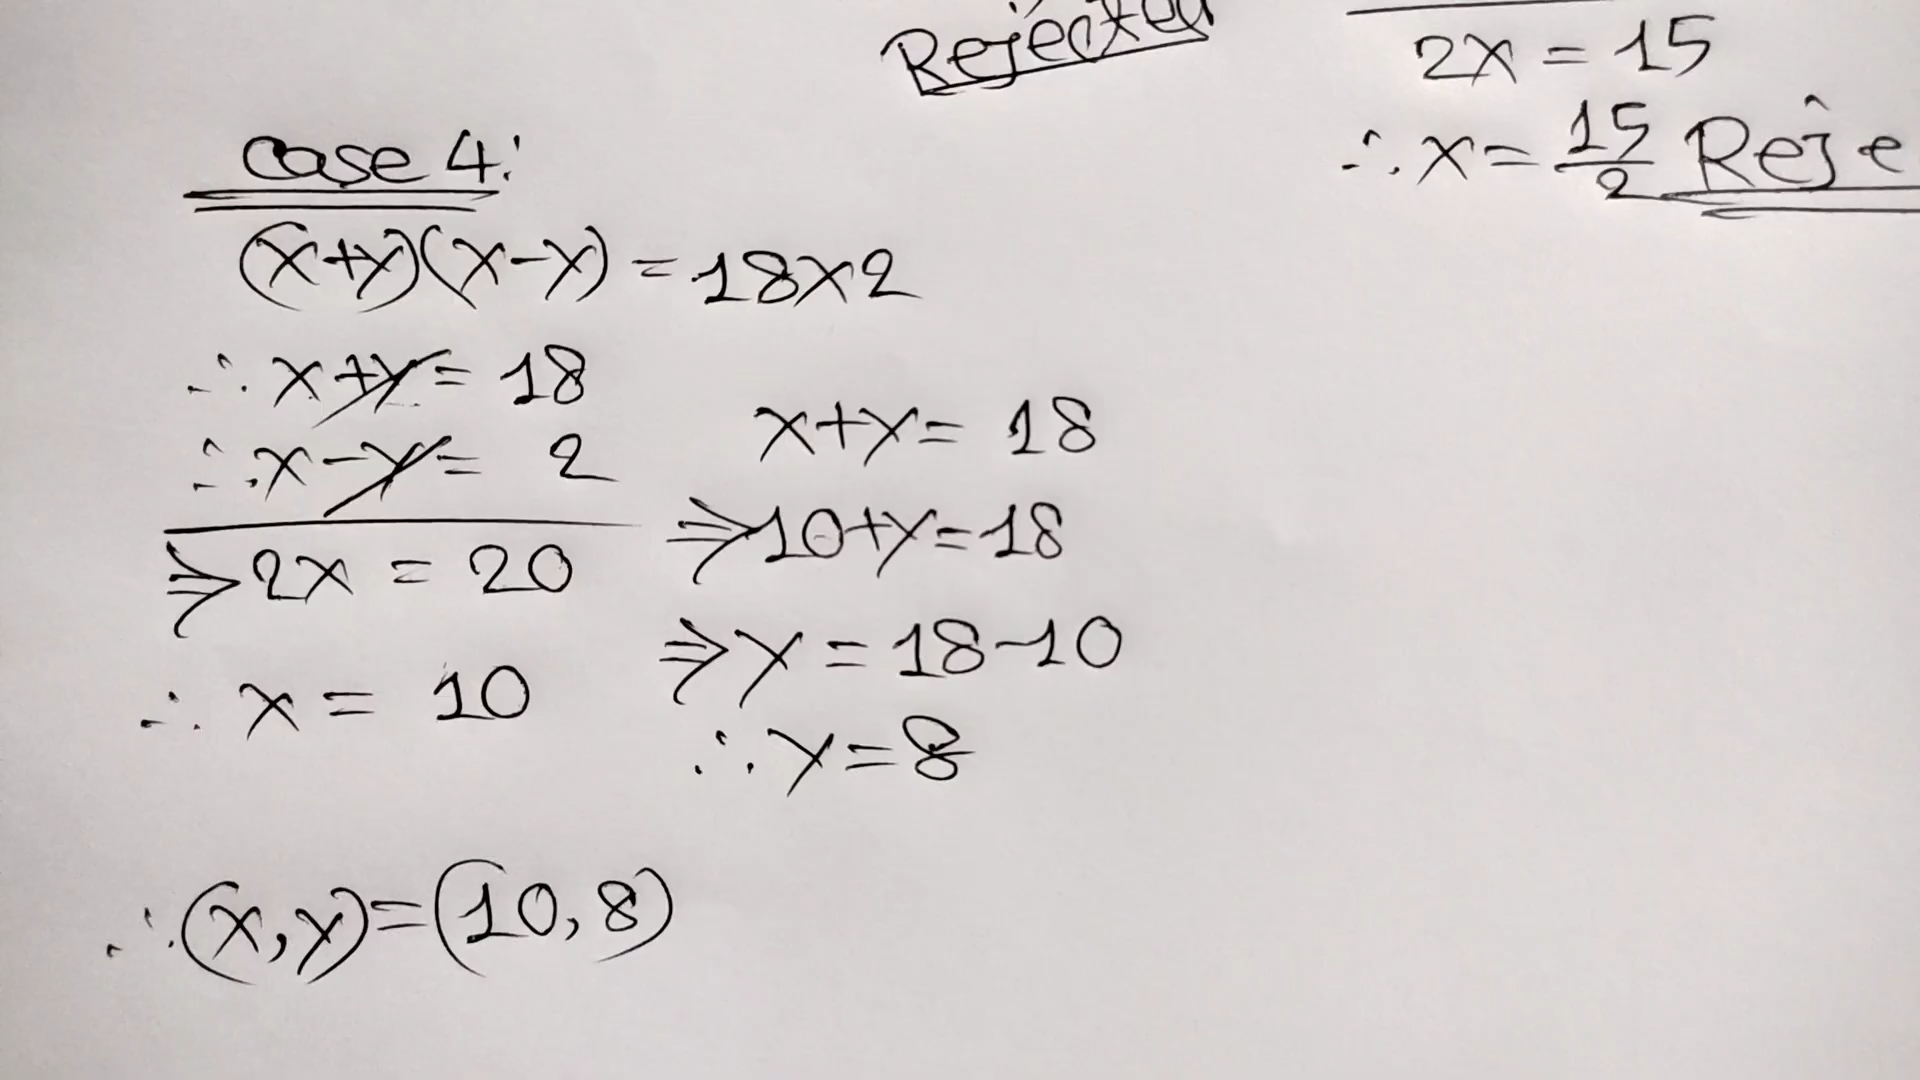 Rejected
2x = 15
∴ x = 15/2 Reje
Case 4:
(x+y)(x-y) = 18×2
∴ x+y = 18
∴ x-y = 2
⇒ 2x = 20
∴ x = 10
x+y = 18
⇒ 10+y = 18
⇒ y = 18-10
∴ y = 8
∴ (x,y) = (10,8)